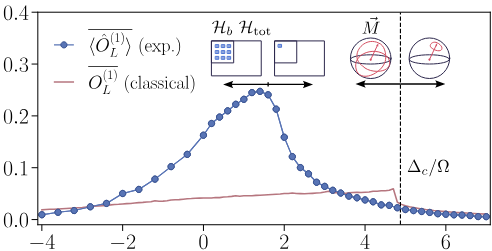 0.4
0.3
0.2
0.1
0.0
$\overline{\langle \hat{O}_L^{(1)} \rangle}$ (exp.)
$\overline{O_L^{(1)}}$ (classical)
$\mathcal{H}_b$ $\mathcal{H}_{\text{tot}}$
$\vec{M}$
$\Delta_c/\Omega$
−4 −2 0 2 4 6